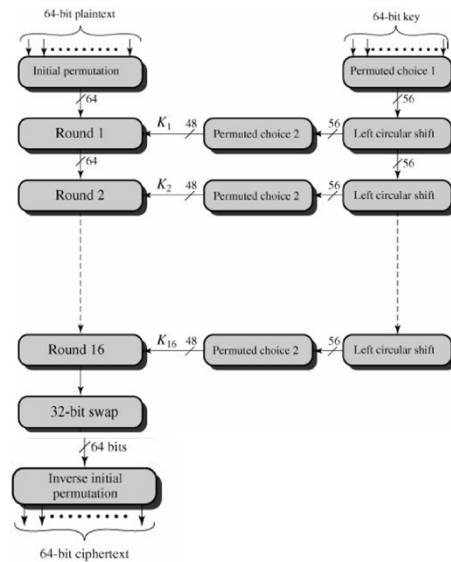 64-bit plaintext
64-bit key
Initial permutation
Permuted choice 1
64
56
Round 1
K1
48
Permuted choice 2
56
Left circular shift
64
56
Round 2
K2
48
Permuted choice 2
56
Left circular shift
Round 16
K16
48
Permuted choice 2
56
Left circular shift
32-bit swap
64 bits
Inverse initial
permutation
64-bit ciphertext